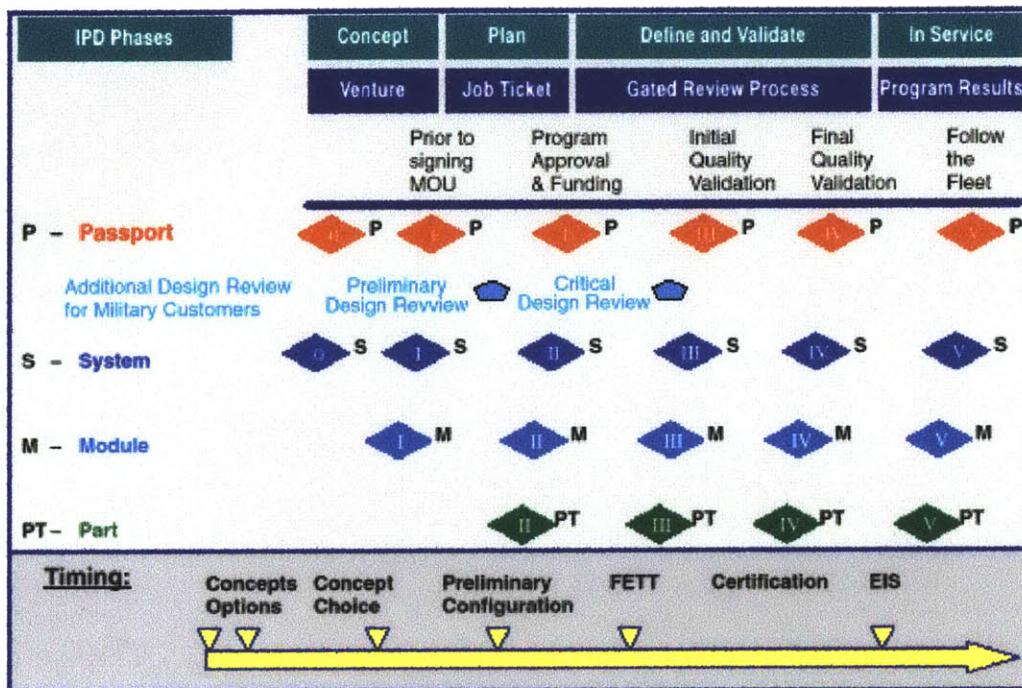 IPD Phases Concept Plan Define and Validate In Service
Venture Job Ticket Gated Review Process Program Results
Prior to signing MOU
Program Approval & Funding
Initial Quality Validation
Final Quality Validation
Follow the Fleet
P – Passport 0 P I P P III P IV P V P
Additional Design Review
for Military Customers
Preliminary
Design Revview
Critical
Design Review
S – System 0 S I S II S III S IV S V S
M – Module I M II M III M IV M V M
PT– Part II PT III PT IV PT V PT
Timing:
Concepts
Options
Concept
Choice
Preliminary
Configuration
FETT
Certification
EIS